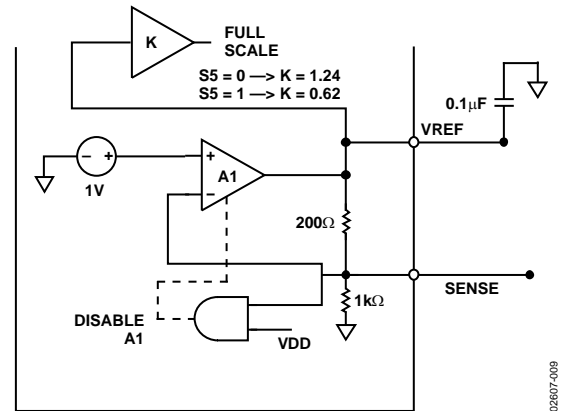 K
FULL
SCALE
S5 = 0 —> K = 1.24
S5 = 1 —> K = 0.62
0.1µF
VREF
– +
1V
+
A1
–
200Ω
SENSE
1kΩ
DISABLE
A1
VDD
02607-009